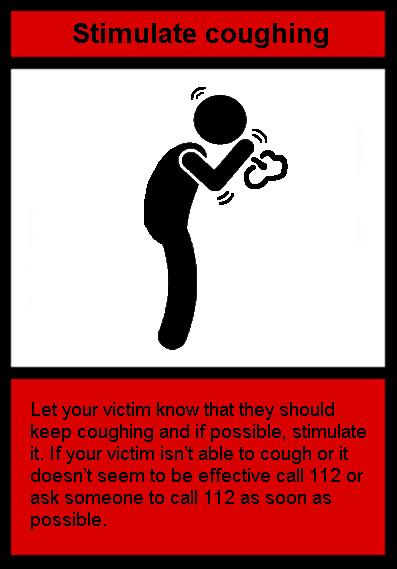 Stimulate coughing
Let your victim know that they should
keep coughing and if possible, stimulate
it. If your victim isn't able to cough or it
doesn't seem to be effective call 112 or
ask someone to call 112 as soon as
possible.